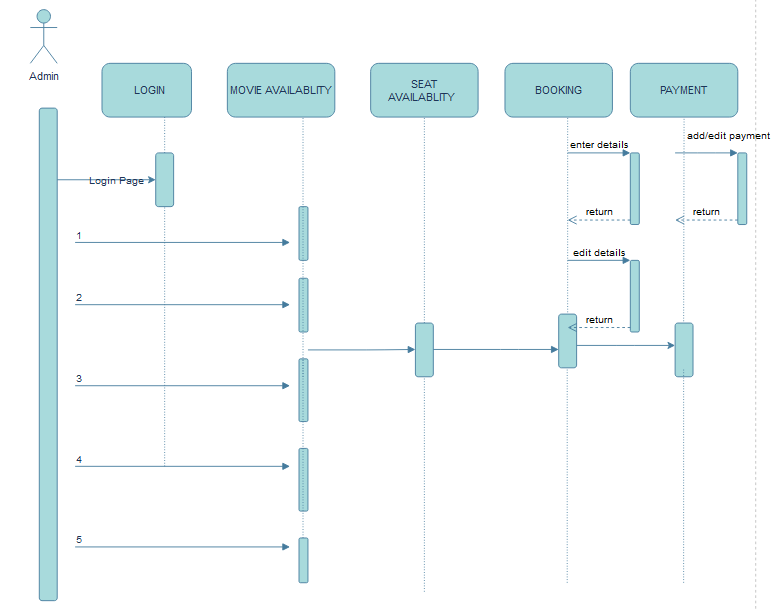 Admin
LOGIN
MOVIE AVAILABLITY
SEAT
AVAILABLITY
BOOKING
PAYMENT
enter details
add/edit payment
Login Page
return
return
1
edit details
2
return
3
4
5